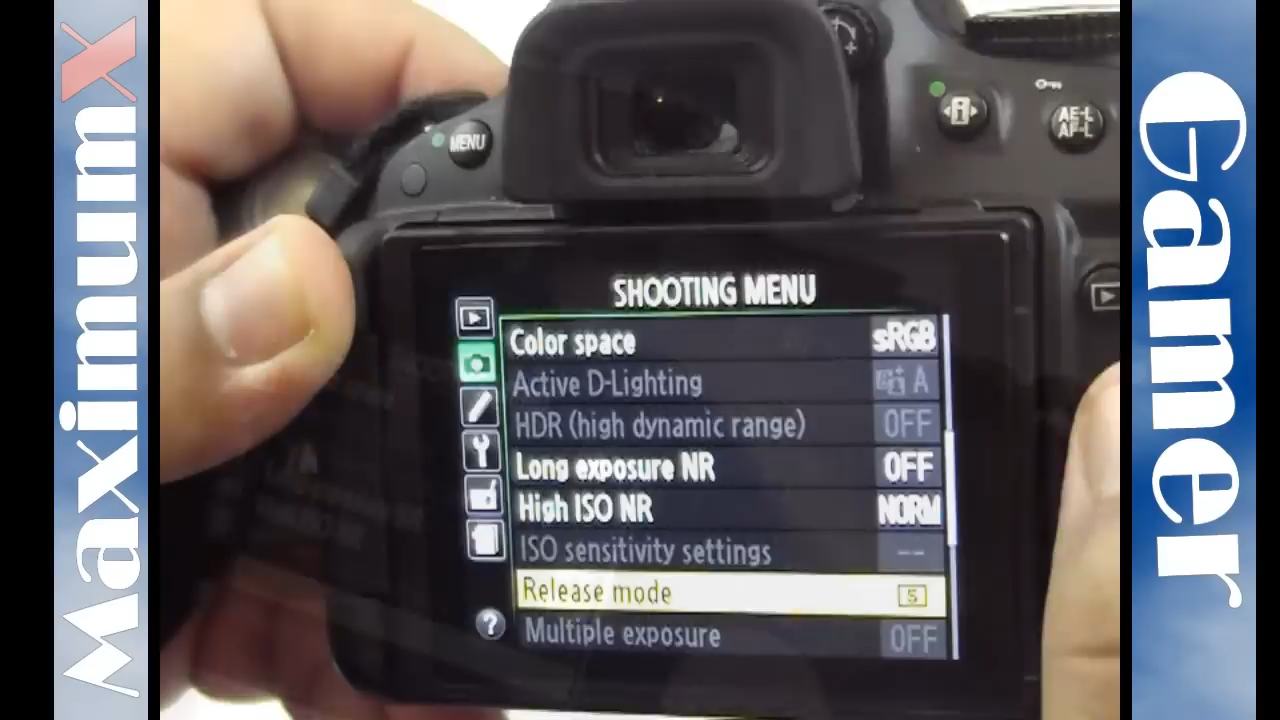 MaximumX
MENU
AE-L
AF-L
SHOOTING MENU
Color space sRGB
Active D-Lighting A
HDR (high dynamic range) OFF
Long exposure NR OFF
High ISO NR NORM
ISO sensitivity settings --
Release mode S
Multiple exposure OFF
?
Gamer